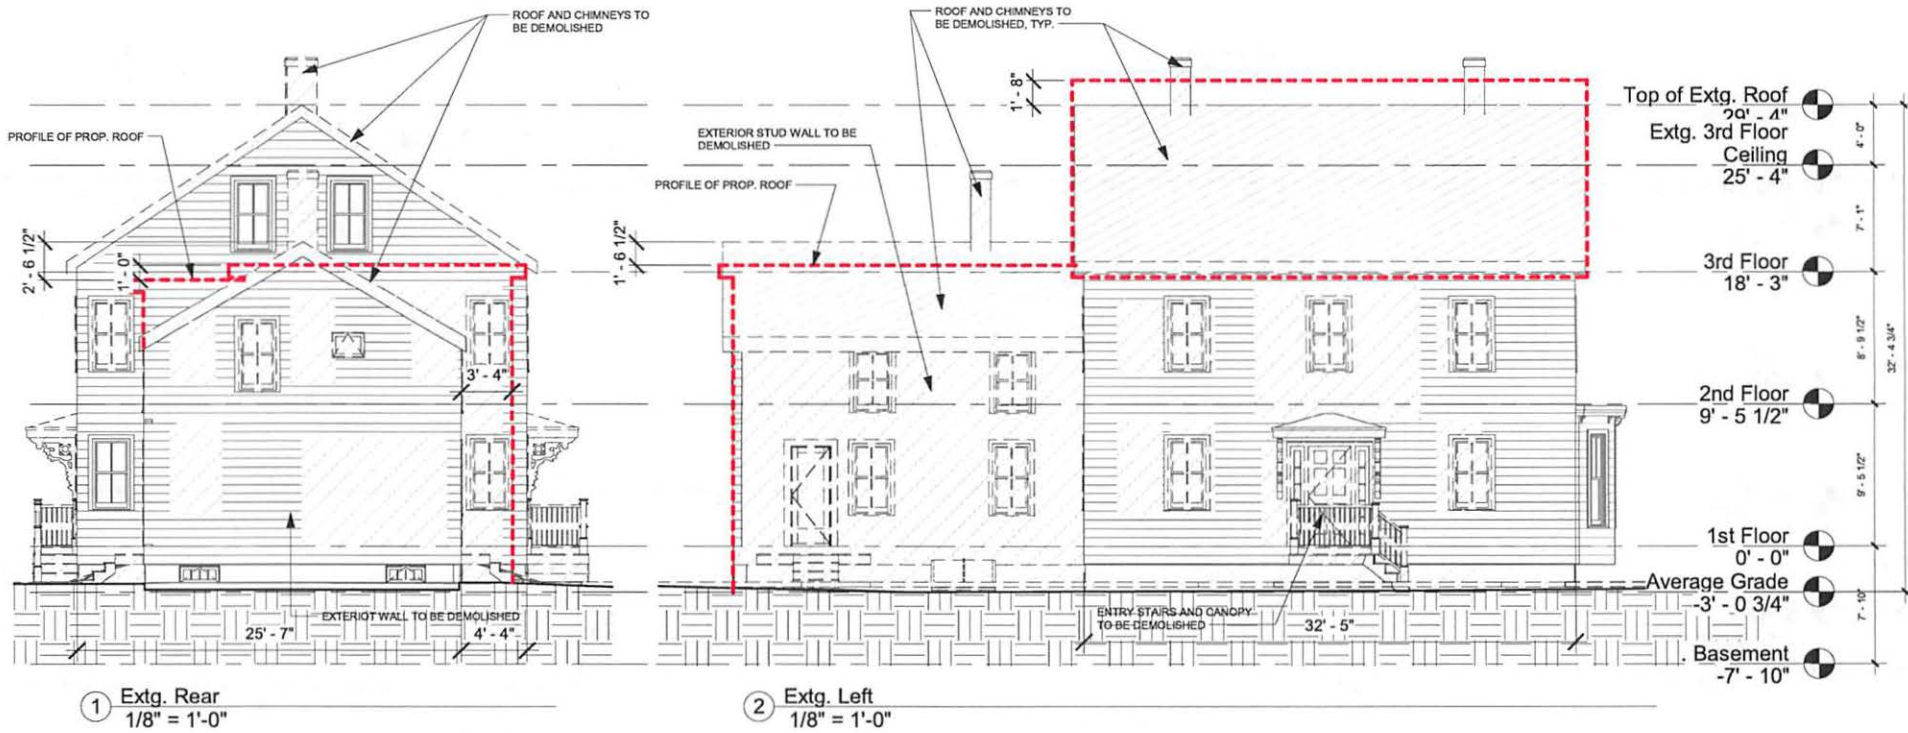 ROOF AND CHIMNEYS TO
BE DEMOLISHED
PROFILE OF PROP. ROOF
2' - 6 1/2"
1' - 0"
3' - 4"
EXTERIOT WALL TO BE DEMOLISHED
25' - 7"
4' - 4"
1
Extg. Rear
1/8" = 1'-0"
ROOF AND CHIMNEYS TO
BE DEMOLISHED, TYP.
1' - 8"
EXTERIOR STUD WALL TO BE
DEMOLISHED
PROFILE OF PROP. ROOF
1' - 6 1/2"
ENTRY STAIRS AND CANOPY
TO BE DEMOLISHED
32' - 5"
2
Extg. Left
1/8" = 1'-0"
Top of Extg. Roof
29' - 4"
Extg. 3rd Floor
Ceiling
25' - 4"
3rd Floor
18' - 3"
2nd Floor
9' - 5 1/2"
1st Floor
0' - 0"
Average Grade
-3' - 0 3/4"
Basement
-7' - 10"
4' - 0"
7' - 1"
8' - 9 1/2"
9' - 5 1/2"
7' - 10"
32' - 4 3/4"